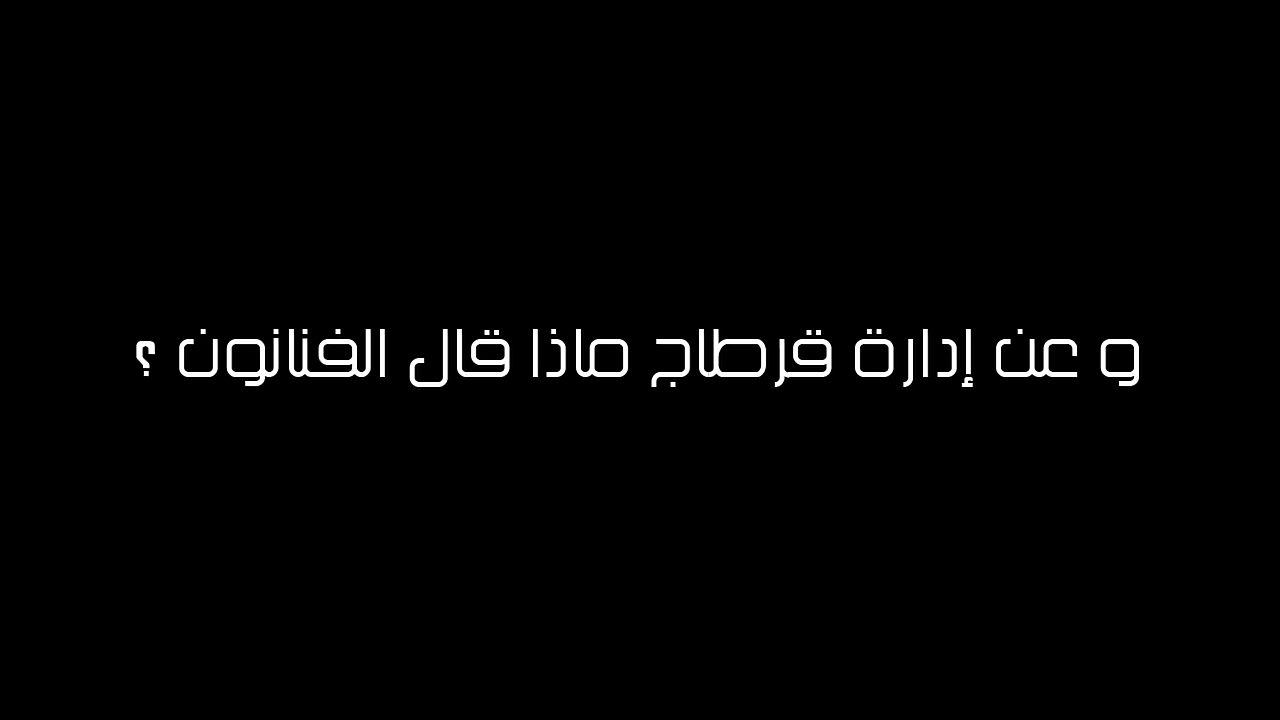 و عن إدارة قرطاج ماذا قال الفنانون ؟